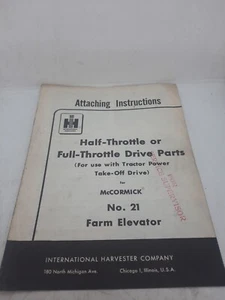 Attaching Instructions
IH
Half-Throttle or
Full-Throttle Drive Parts
(For use with Tractor Power
Take-Off Drive)
for
McCORMICK
No. 21
Farm Elevator
INTERNATIONAL HARVESTER COMPANY
180 North Michigan Ave. Chicago 1, Illinois, U.S.A.